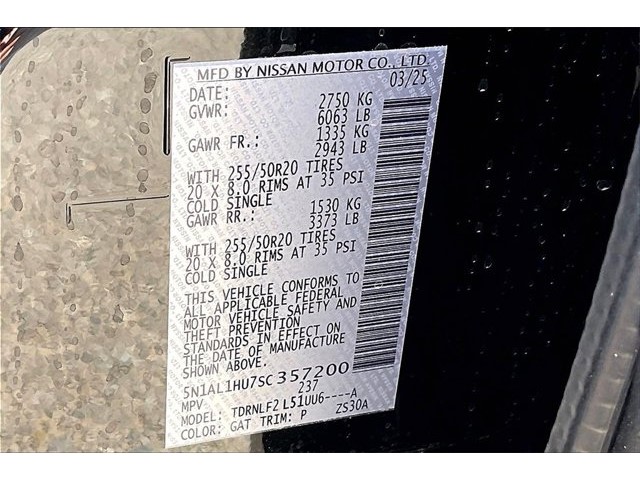 MFD BY NISSAN MOTOR CO., LTD.
DATE: 03/25
GVWR: 2750 KG
6063 LB
GAWR FR.: 1335 KG
2943 LB
WITH 255/50R20 TIRES
20 X 8.0 RIMS AT 35 PSI
COLD SINGLE
GAWR RR.: 1530 KG
3373 LB
WITH 255/50R20 TIRES
20 X 8.0 RIMS AT 35 PSI
COLD SINGLE
THIS VEHICLE CONFORMS TO
ALL APPLICABLE FEDERAL
MOTOR VEHICLE SAFETY AND
THEFT PREVENTION
STANDARDS IN EFFECT ON
THE DATE OF MANUFACTURE
SHOWN ABOVE.
5N1AL1HU7SC357200
MPV 237
MODEL: TDRNLF2 L51UU6----A
COLOR: GAT TRIM: P ZS30A